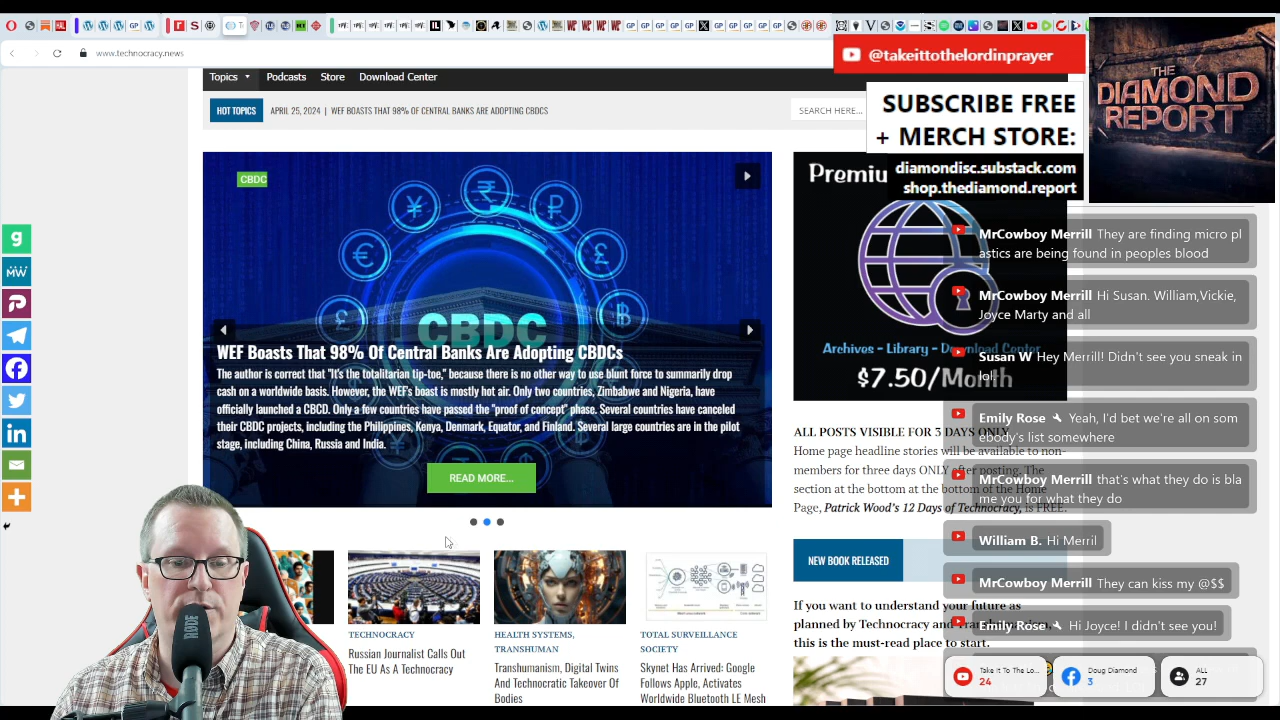 www.technocracy.news
@takeittothelordinprayer
Topics
Podcasts
Store
Download Center
HOT TOPICS
APRIL 25, 2024 | WEF BOASTS THAT 98% OF CENTRAL BANKS ARE ADOPTING CBDCS
SEARCH HERE...
SUBSCRIBE FREE
+ MERCH STORE:
diamondisc.substack.com
shop.thediamond.report
THE
DIAMOND
REPORT
CBDC
CBDC
WEF Boasts That 98% Of Central Banks Are Adopting CBDCs
The author is correct that "It's the totalitarian tip-toe," because there is no other way to use blunt force to summarily drop
cash on a worldwide basis. However, the WEF's boast is mostly hot air. Only two countries, Zimbabwe and Nigeria, have
officially launched a CBCD. Only a few countries have passed the "proof of concept" phase. Several countries have canceled
their CBDC projects, including the Philippines, Kenya, Denmark, Equator, and Finland. Several large countries are in the pilot
stage, including China, Russia and India.
READ MORE...
TECHNOCRACY
Russian Journalist Calls Out
The EU As A Technocracy
HEALTH SYSTEMS,
TRANSHUMAN
Transhumanism, Digital Twins
And Technocratic Takeover Of
Bodies
TOTAL SURVEILLANCE
SOCIETY
Skynet Has Arrived: Google
Follows Apple, Activates
Worldwide Bluetooth LE Mesh
Premiu
Archives - Library - Download Center
$7.50/Month
ALL POSTS VISIBLE FOR 3 DAYS ONLY
Home page headline stories will be available to non-
members for three days ONLY after posting. The
section at the bottom at the bottom of the Home
Page, Patrick Wood's 12 Days of Technocracy, is FREE.
NEW BOOK RELEASED
If you want to understand your future as
planned by Technocracy and
this is the must-read place to start.
MrCowboy Merrill They are finding micro pl
astics are being found in peoples blood
MrCowboy Merrill Hi Susan. William,Vickie,
Joyce Marty and all
Susan W Hey Merrill! Didn't see you sneak in
lol
Emily Rose Yeah, I'd bet we're all on som
ebody's list somewhere
MrCowboy Merrill that's what they do is bla
me you for what they do
William B. Hi Merril
MrCowboy Merrill They can kiss my @$$
Emily Rose Hi Joyce! I didn't see you!
Take It To The Lo...
24
Doug Diamond
3
ALL
27